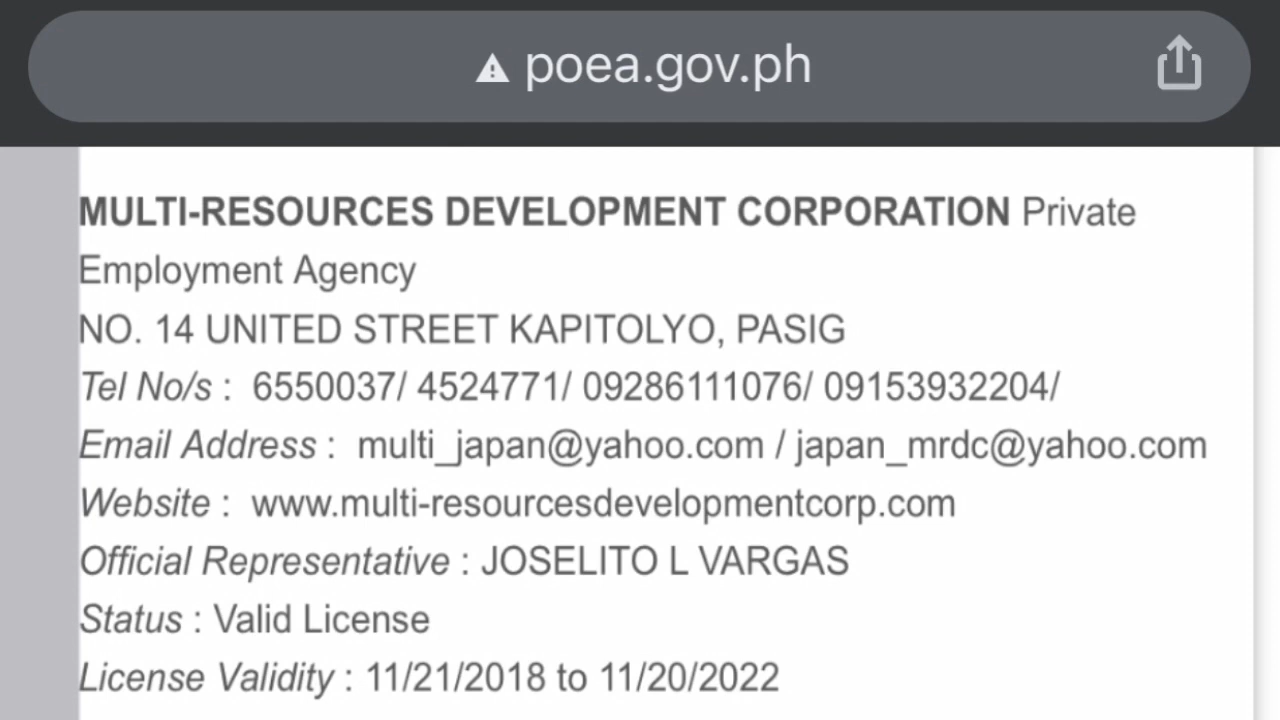 poea.gov.ph
MULTI-RESOURCES DEVELOPMENT CORPORATION Private
Employment Agency
NO. 14 UNITED STREET KAPITOLYO, PASIG
Tel No/s : 6550037/ 4524771/ 09286111076/ 09153932204/
Email Address : multi_japan@yahoo.com / japan_mrdc@yahoo.com
Website : www.multi-resourcesdevelopmentcorp.com
Official Representative : JOSELITO L VARGAS
Status : Valid License
License Validity : 11/21/2018 to 11/20/2022